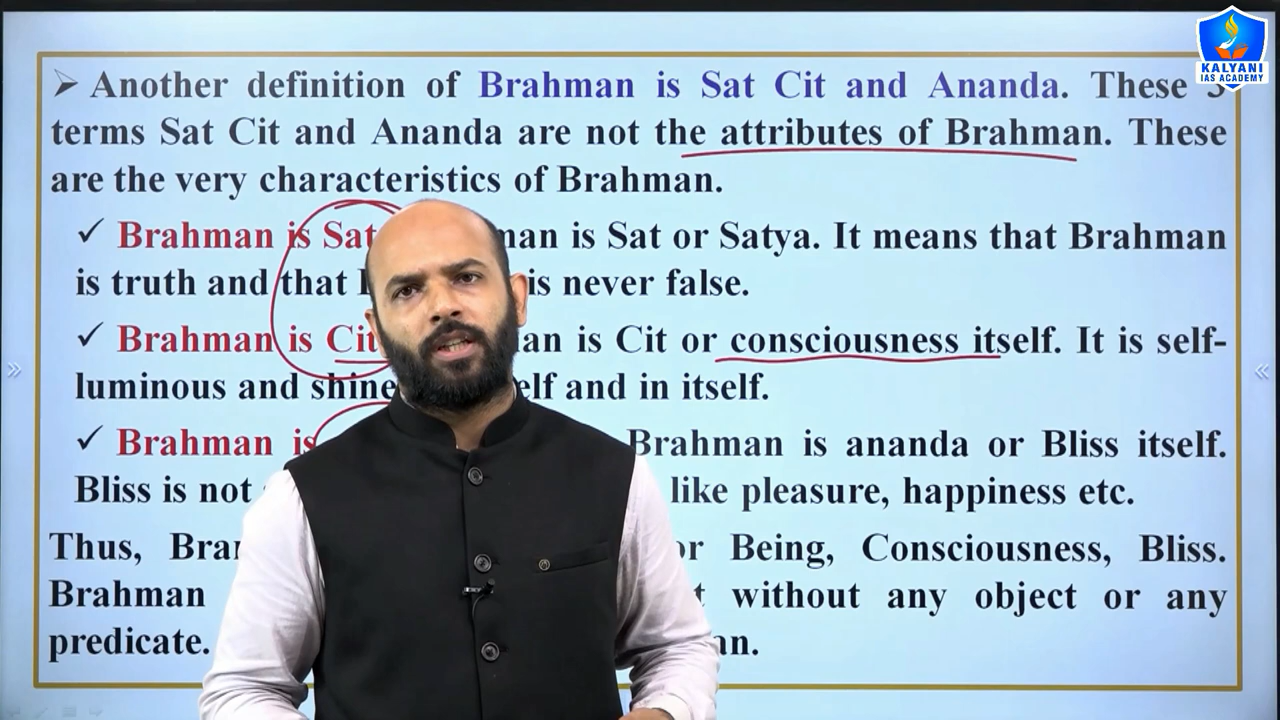 KALYANI
IAS ACADEMY
➢ Another definition of Brahman is Sat Cit and Ananda. These 3
terms Sat Cit and Ananda are not the attributes of Brahman. These
are the very characteristics of Brahman.
✓ Brahman is Sat man is Sat or Satya. It means that Brahman
is truth and that is never false.
✓ Brahman is Cit an is Cit or consciousness itself. It is self-
luminous and shine elf and in itself.
✓ Brahman is Brahman is ananda or Bliss itself.
Bliss is not like pleasure, happiness etc.
Thus, Bra or Being, Consciousness, Bliss.
Brahman without any object or any
predicate. an.